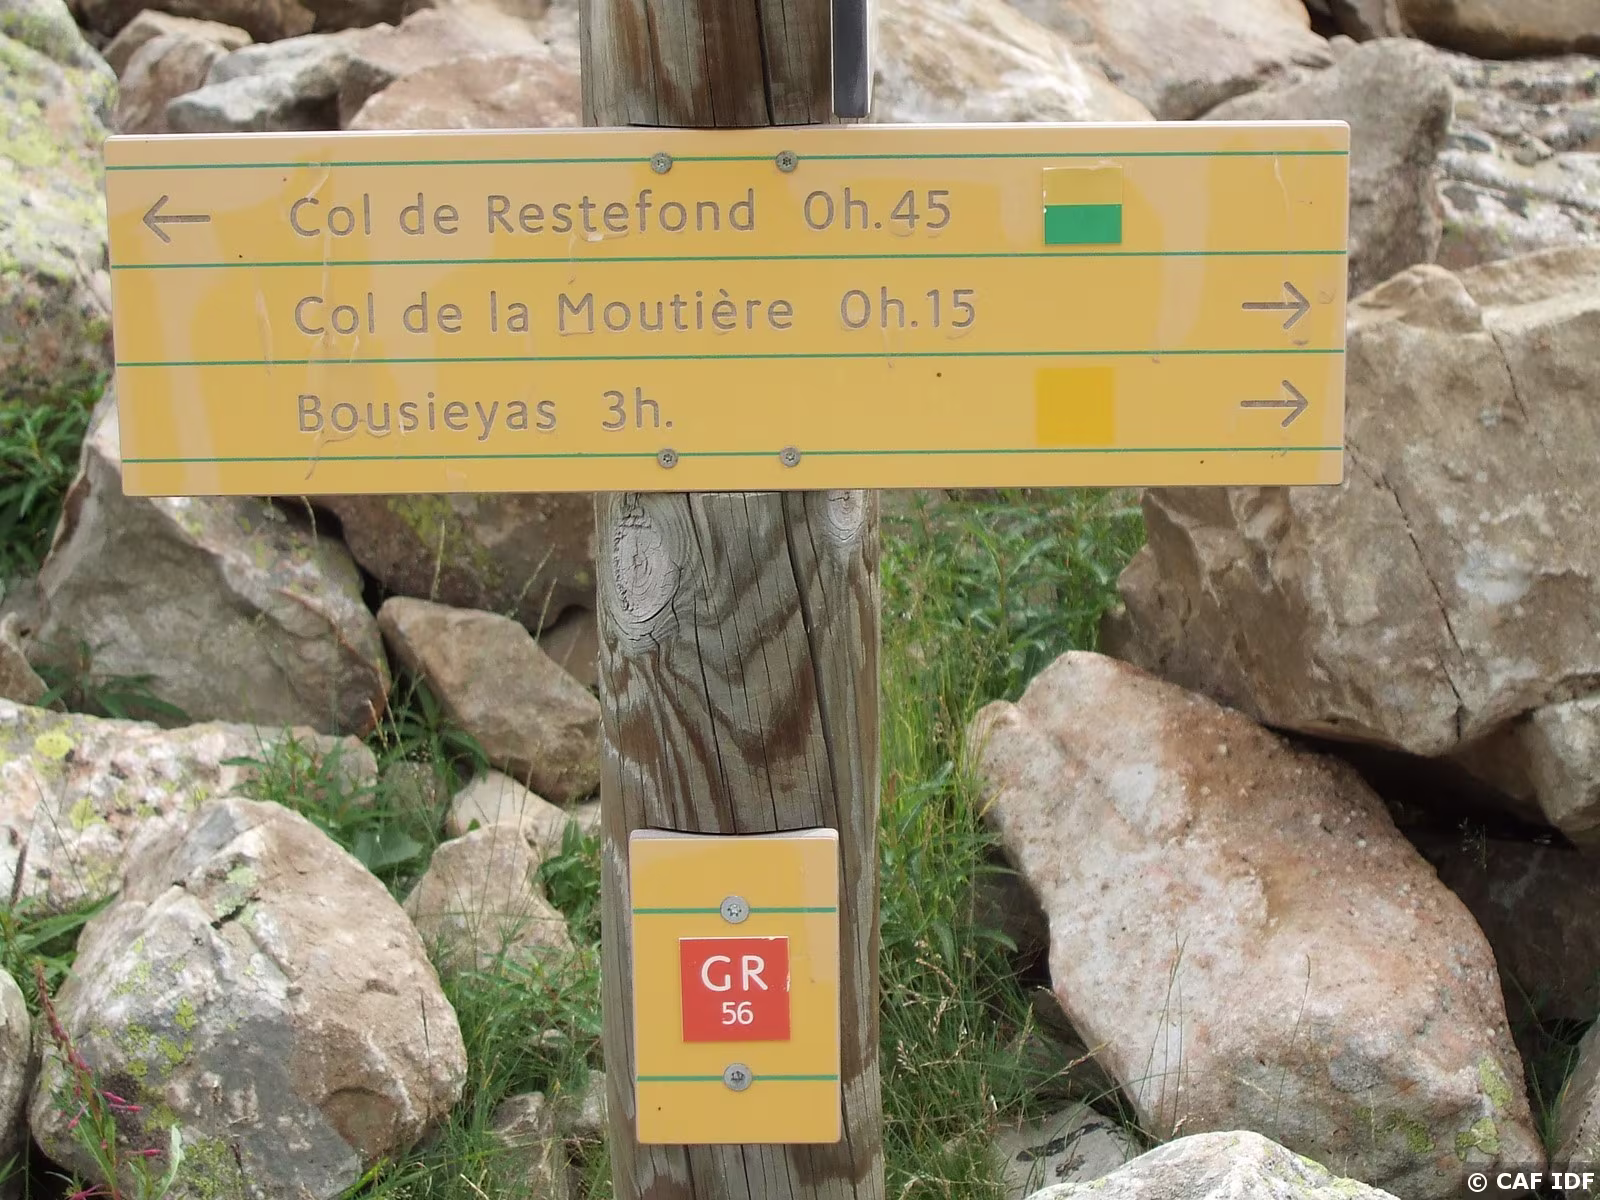 ← Col de Restefond 0h.45
Col de la Moutière 0h.15 →
Bousieyas 3h. →
GR
56
© CAF IDF